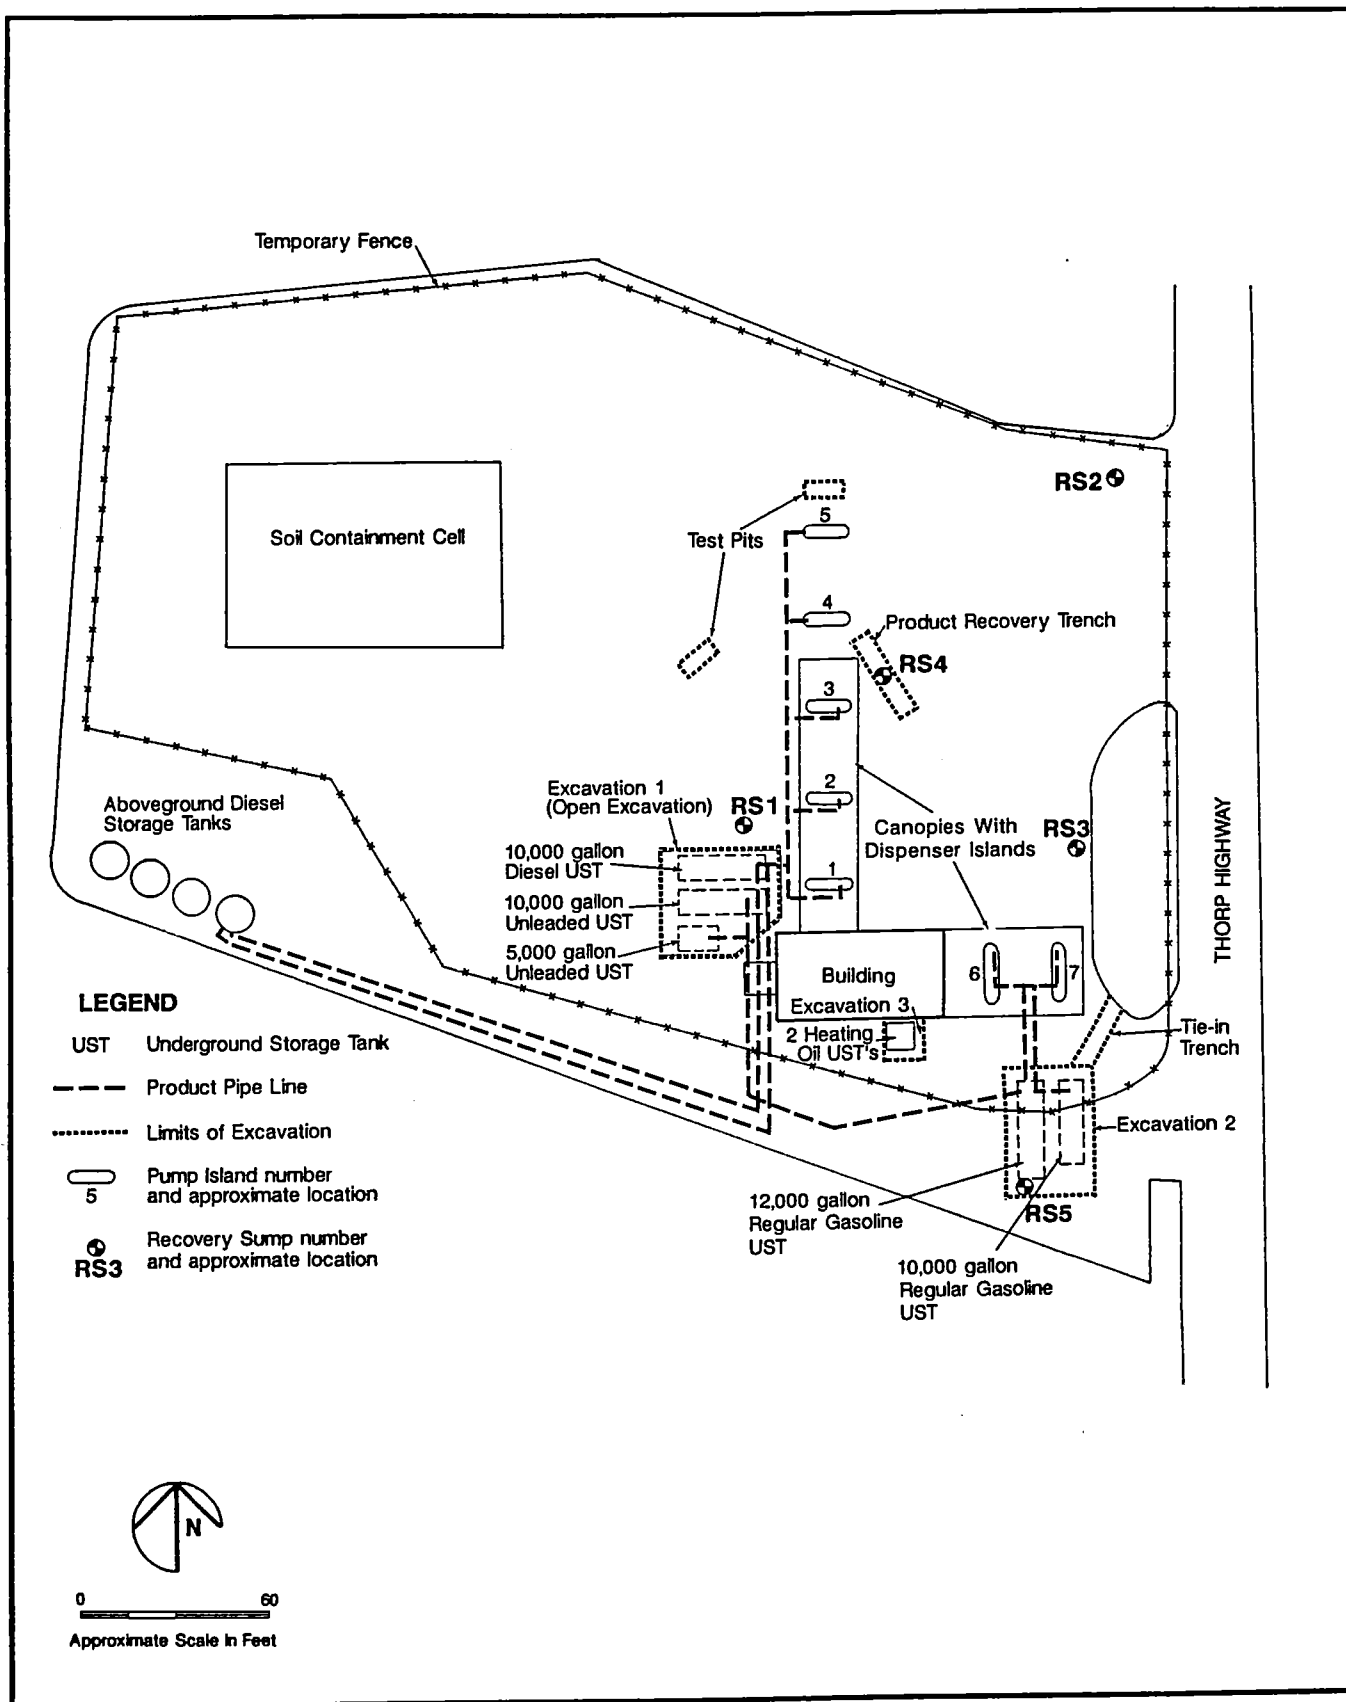 Temporary Fence
RS2
5
Soil Containment Cell
Test Pits
4
Product Recovery Trench
RS4
3
Excavation 1
(Open Excavation)
RS1
2
Aboveground Diesel
Storage Tanks
Canopies With
Dispenser Islands
RS3
THORP HIGHWAY
10,000 gallon
Diesel UST
1
10,000 gallon
Unleaded UST
5,000 gallon
Unleaded UST
Building
6
7
Excavation 3
2 Heating
Oil UST's
Tie-in
Trench
Excavation 2
RS5
12,000 gallon
Regular Gasoline
UST
10,000 gallon
Regular Gasoline
UST
LEGEND
UST Underground Storage Tank
Product Pipe Line
Limits of Excavation
5 Pump Island number
and approximate location
RS3 Recovery Sump number
and approximate location
N
0 60
Approximate Scale in Feet